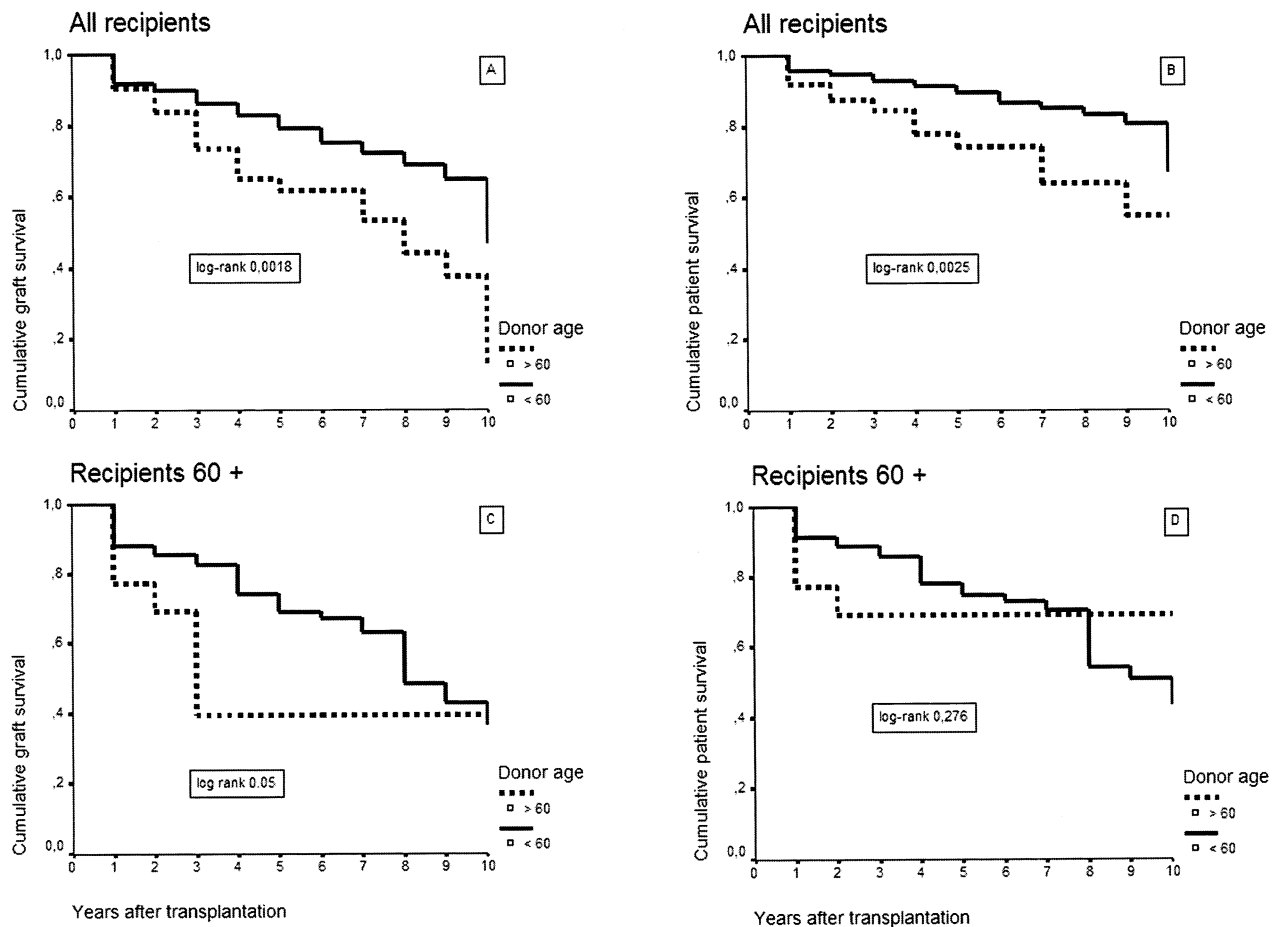 All recipients
A
1,0
,8
,6
,4
,2
0,0
Cumulative graft survival
log-rank 0,0018
Donor age
> 60
< 60
0 1 2 3 4 5 6 7 8 9 10
All recipients
B
1,0
,8
,6
,4
,2
0,0
Cumulative patient survival
log-rank 0,0025
Donor age
> 60
< 60
0 1 2 3 4 5 6 7 8 9 10
Recipients 60 +
C
1,0
,8
,6
,4
,2
0,0
Cumulative graft survival
log rank 0.05
Donor age
> 60
< 60
0 1 2 3 4 5 6 7 8 9 10
Years after transplantation
Recipients 60 +
D
1,0
,8
,6
,4
,2
0,0
Cumulative patient survival
log-rank 0,276
Donor age
> 60
< 60
0 1 2 3 4 5 6 7 8 9 10
Years after transplantation